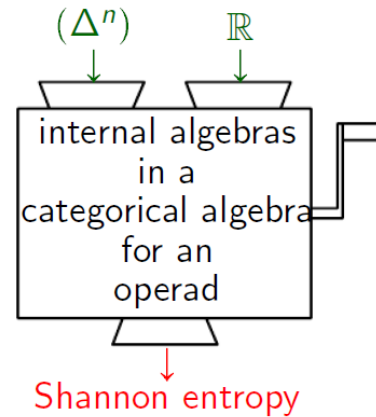 (Δⁿ) ℝ
internal algebras
in a
categorical algebra
for an
operad
Shannon entropy